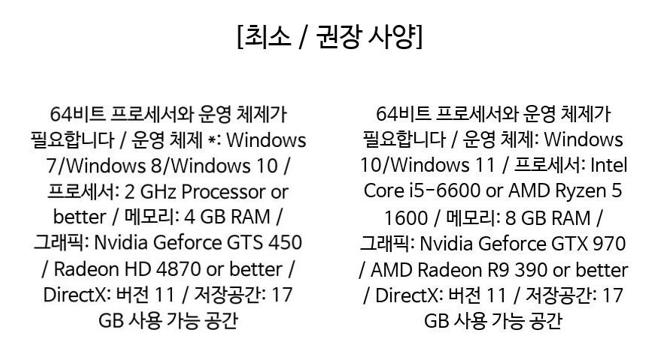 [최소 / 권장 사양]
64비트 프로세서와 운영 체제가
필요합니다 / 운영 체제 *: Windows
7/Windows 8/Windows 10 /
프로세서: 2 GHz Processor or
better / 메모리: 4 GB RAM /
그래픽: Nvidia Geforce GTS 450
/ Radeon HD 4870 or better /
DirectX: 버전 11 / 저장공간: 17
GB 사용 가능 공간
64비트 프로세서와 운영 체제가
필요합니다 / 운영 체제: Windows
10/Windows 11 / 프로세서: Intel
Core i5-6600 or AMD Ryzen 5
1600 / 메모리: 8 GB RAM /
그래픽: Nvidia Geforce GTX 970
/ AMD Radeon R9 390 or better
/ DirectX: 버전 11 / 저장공간: 17
GB 사용 가능 공간